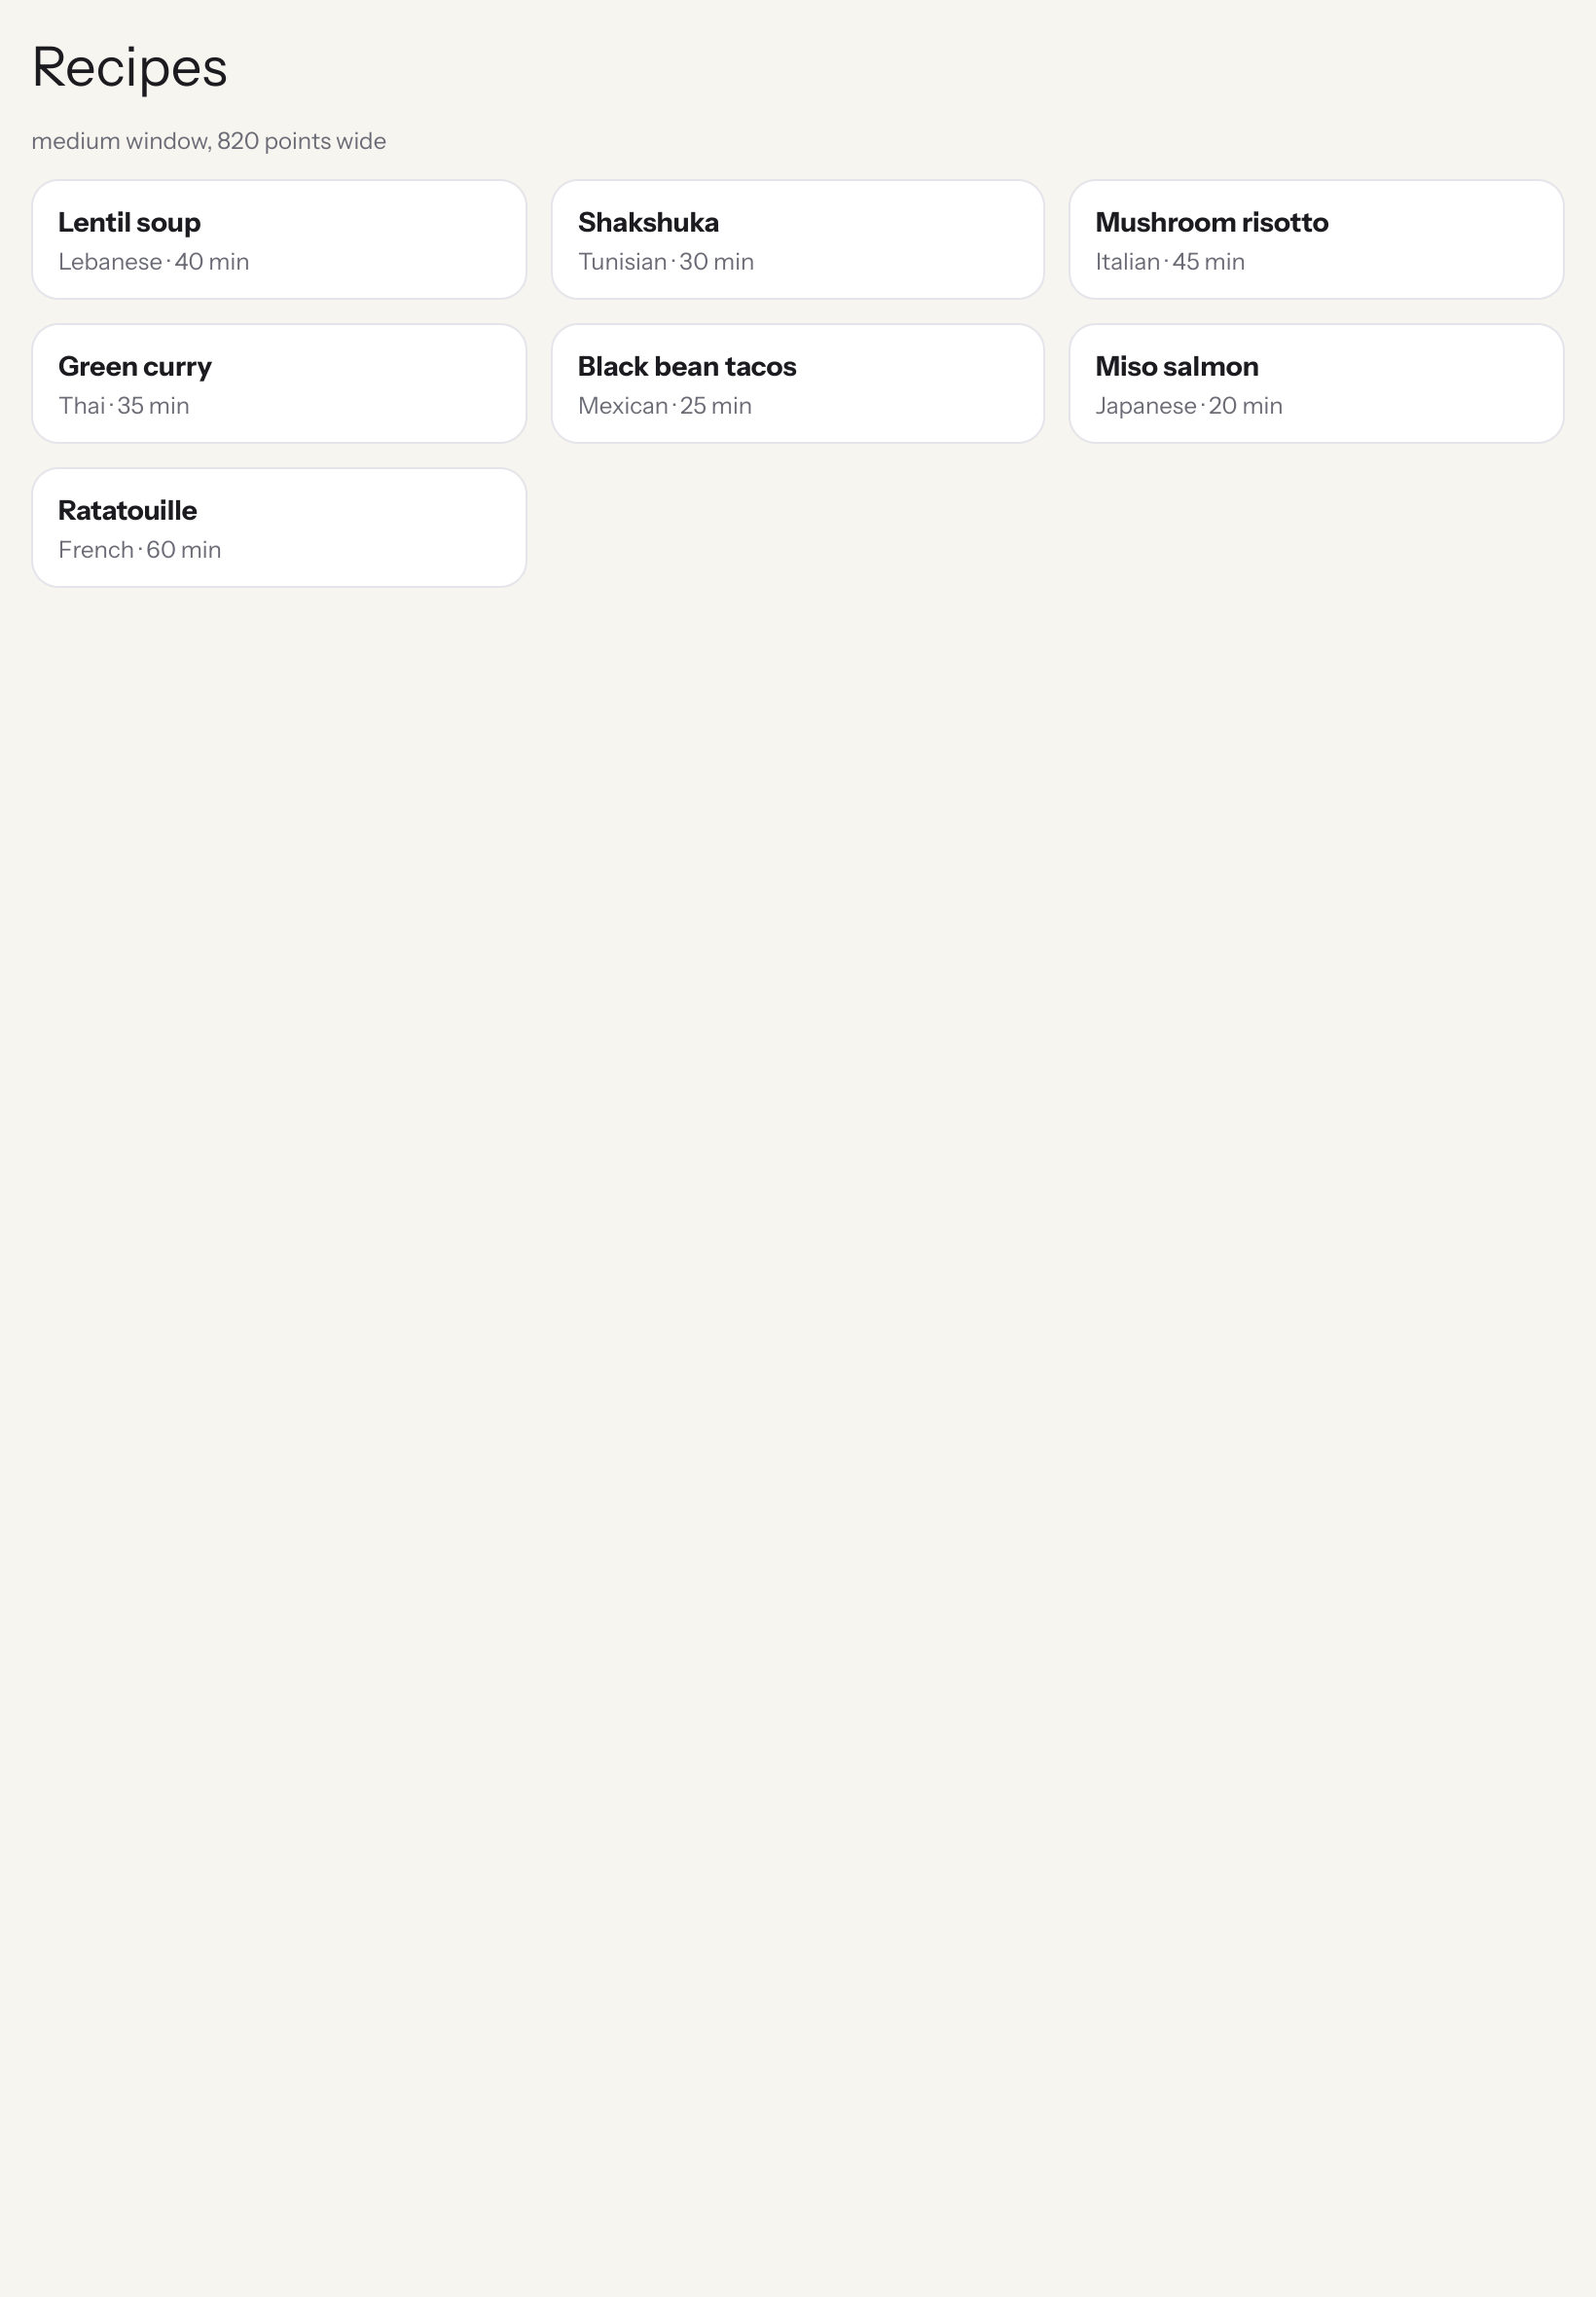 Recipes
medium window, 820 points wide
Lentil soup
Lebanese · 40 min
Shakshuka
Tunisian · 30 min
Mushroom risotto
Italian · 45 min
Green curry
Thai · 35 min
Black bean tacos
Mexican · 25 min
Miso salmon
Japanese · 20 min
Ratatouille
French · 60 min